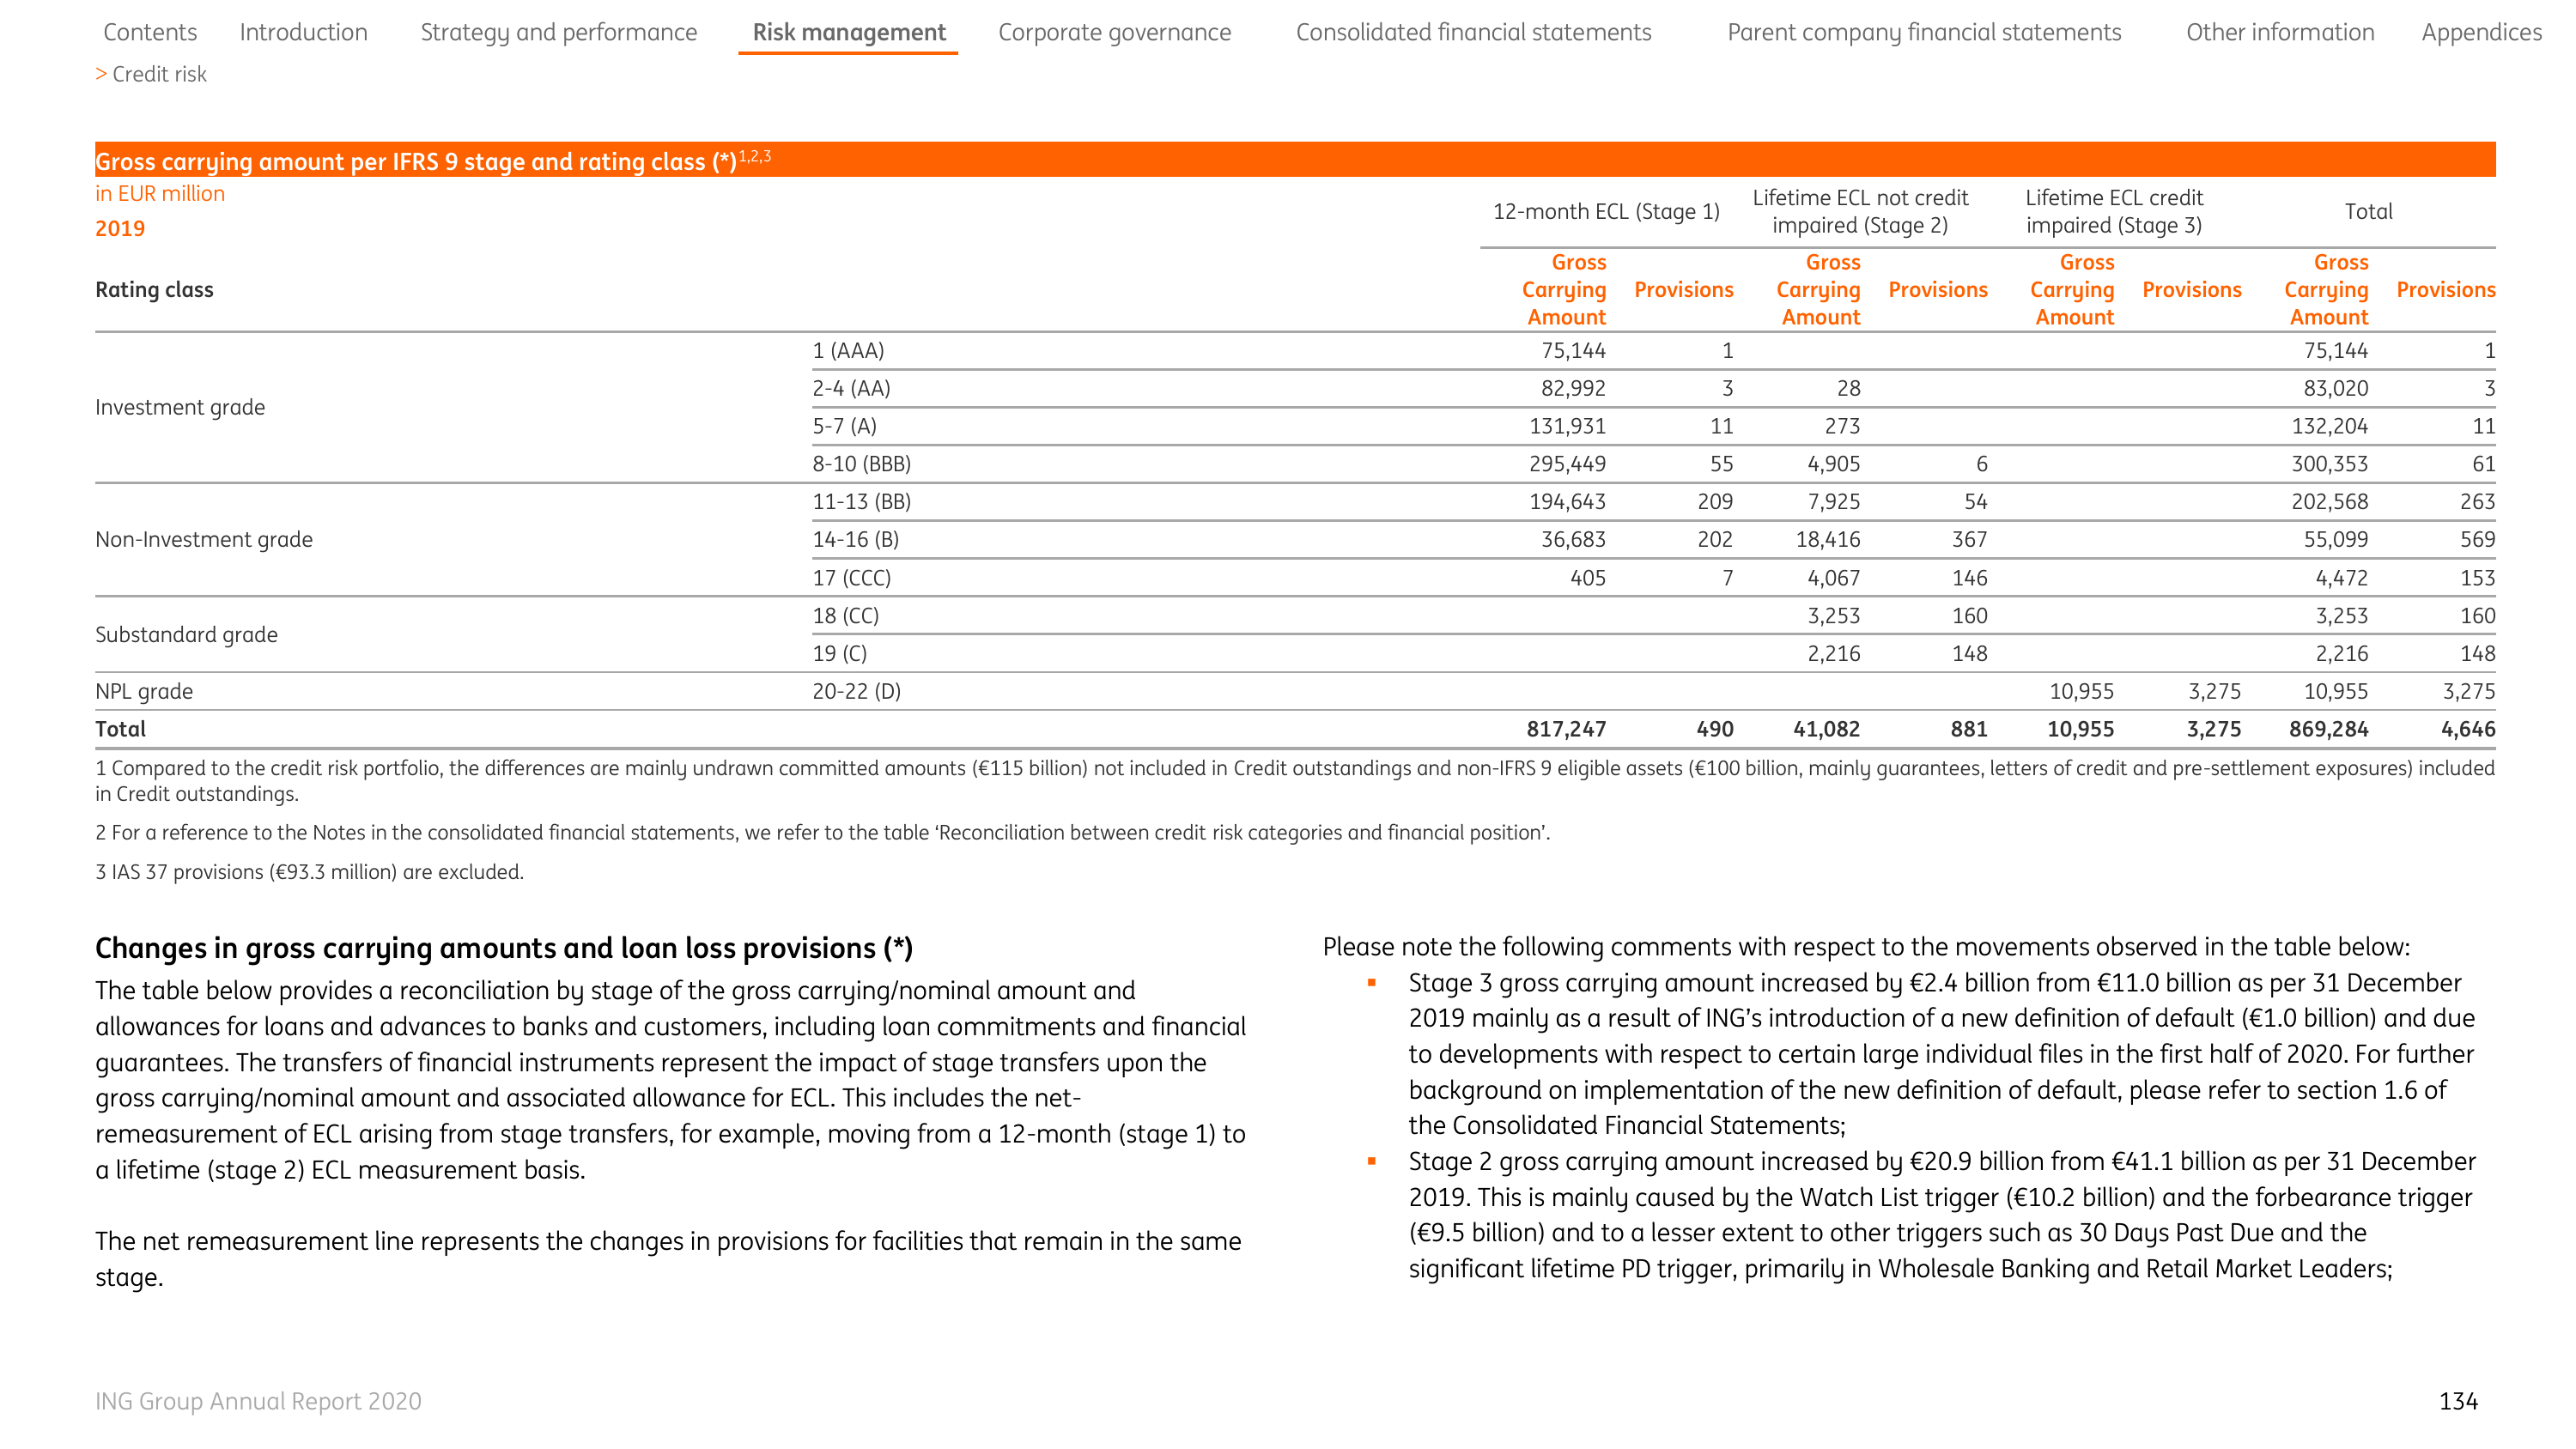 Contents Introduction Strategy and performance Risk management Corporate governance Consolidated financial statements Parent company financial statements Other information Appendices
> Credit risk
Gross carrying amount per IFRS 9 stage and rating class (*)1,2,3
in EUR million
2019
12-month ECL (Stage 1) Lifetime ECL not credit impaired (Stage 2) Lifetime ECL credit impaired (Stage 3) Total
Rating class Gross Carrying Amount Provisions Gross Carrying Amount Provisions Gross Carrying Amount Provisions Gross Carrying Amount Provisions
Investment grade
1 (AAA) 75,144 1 75,144 1
2-4 (AA) 82,992 3 28 83,020 3
5-7 (A) 131,931 11 273 132,204 11
8-10 (BBB) 295,449 55 4,905 6 300,353 61
Non-Investment grade
11-13 (BB) 194,643 209 7,925 54 202,568 263
14-16 (B) 36,683 202 18,416 367 55,099 569
17 (CCC) 405 7 4,067 146 4,472 153
Substandard grade
18 (CC) 3,253 160 3,253 160
19 (C) 2,216 148 2,216 148
NPL grade 20-22 (D) 10,955 3,275 10,955 3,275
Total 817,247 490 41,082 881 10,955 3,275 869,284 4,646
1 Compared to the credit risk portfolio, the differences are mainly undrawn committed amounts (€115 billion) not included in Credit outstandings and non-IFRS 9 eligible assets (€100 billion, mainly guarantees, letters of credit and pre-settlement exposures) included
in Credit outstandings.
2 For a reference to the Notes in the consolidated financial statements, we refer to the table ‘Reconciliation between credit risk categories and financial position’.
3 IAS 37 provisions (€93.3 million) are excluded.
Changes in gross carrying amounts and loan loss provisions (*)
The table below provides a reconciliation by stage of the gross carrying/nominal amount and
allowances for loans and advances to banks and customers, including loan commitments and financial
guarantees. The transfers of financial instruments represent the impact of stage transfers upon the
gross carrying/nominal amount and associated allowance for ECL. This includes the net-
remeasurement of ECL arising from stage transfers, for example, moving from a 12-month (stage 1) to
a lifetime (stage 2) ECL measurement basis.
The net remeasurement line represents the changes in provisions for facilities that remain in the same
stage.
Please note the following comments with respect to the movements observed in the table below:
▪ Stage 3 gross carrying amount increased by €2.4 billion from €11.0 billion as per 31 December
2019 mainly as a result of ING’s introduction of a new definition of default (€1.0 billion) and due
to developments with respect to certain large individual files in the first half of 2020. For further
background on implementation of the new definition of default, please refer to section 1.6 of
the Consolidated Financial Statements;
▪ Stage 2 gross carrying amount increased by €20.9 billion from €41.1 billion as per 31 December
2019. This is mainly caused by the Watch List trigger (€10.2 billion) and the forbearance trigger
(€9.5 billion) and to a lesser extent to other triggers such as 30 Days Past Due and the
significant lifetime PD trigger, primarily in Wholesale Banking and Retail Market Leaders;
ING Group Annual Report 2020 134